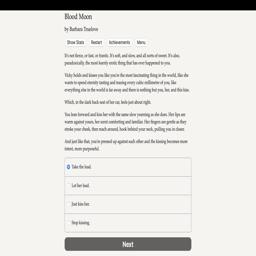 Blood Moon
by Barbara Truelove
Show Stats Restart Achievements Menu
It's not fierce, or fast, or frantic. It's soft, and slow, and all sorts of sweet. It's also,
paradoxically, the most keenly erotic thing that has ever happened to you.
Vicky holds and kisses you like you're the most fascinating thing in the world, like she
wants to spend eternity tasting and teasing every cubic millimeter of you, like
everything else in the world is far away and there is nothing but you, her, and this kiss.
Which, in the dark back seat of her car, feels just about right.
You lean forward and kiss her with the same slow yearning as she does. Her lips are
warm against yours, her scent comforting and familiar. Her fingers are gentle as they
stroke your cheek, then reach around, hook behind your neck, pulling you in closer.
And just like that, you're pressed up against each other and the kissing becomes more
intent, more purposeful.
Take the lead.
Let her lead.
Just kiss her.
Stop kissing.
Next